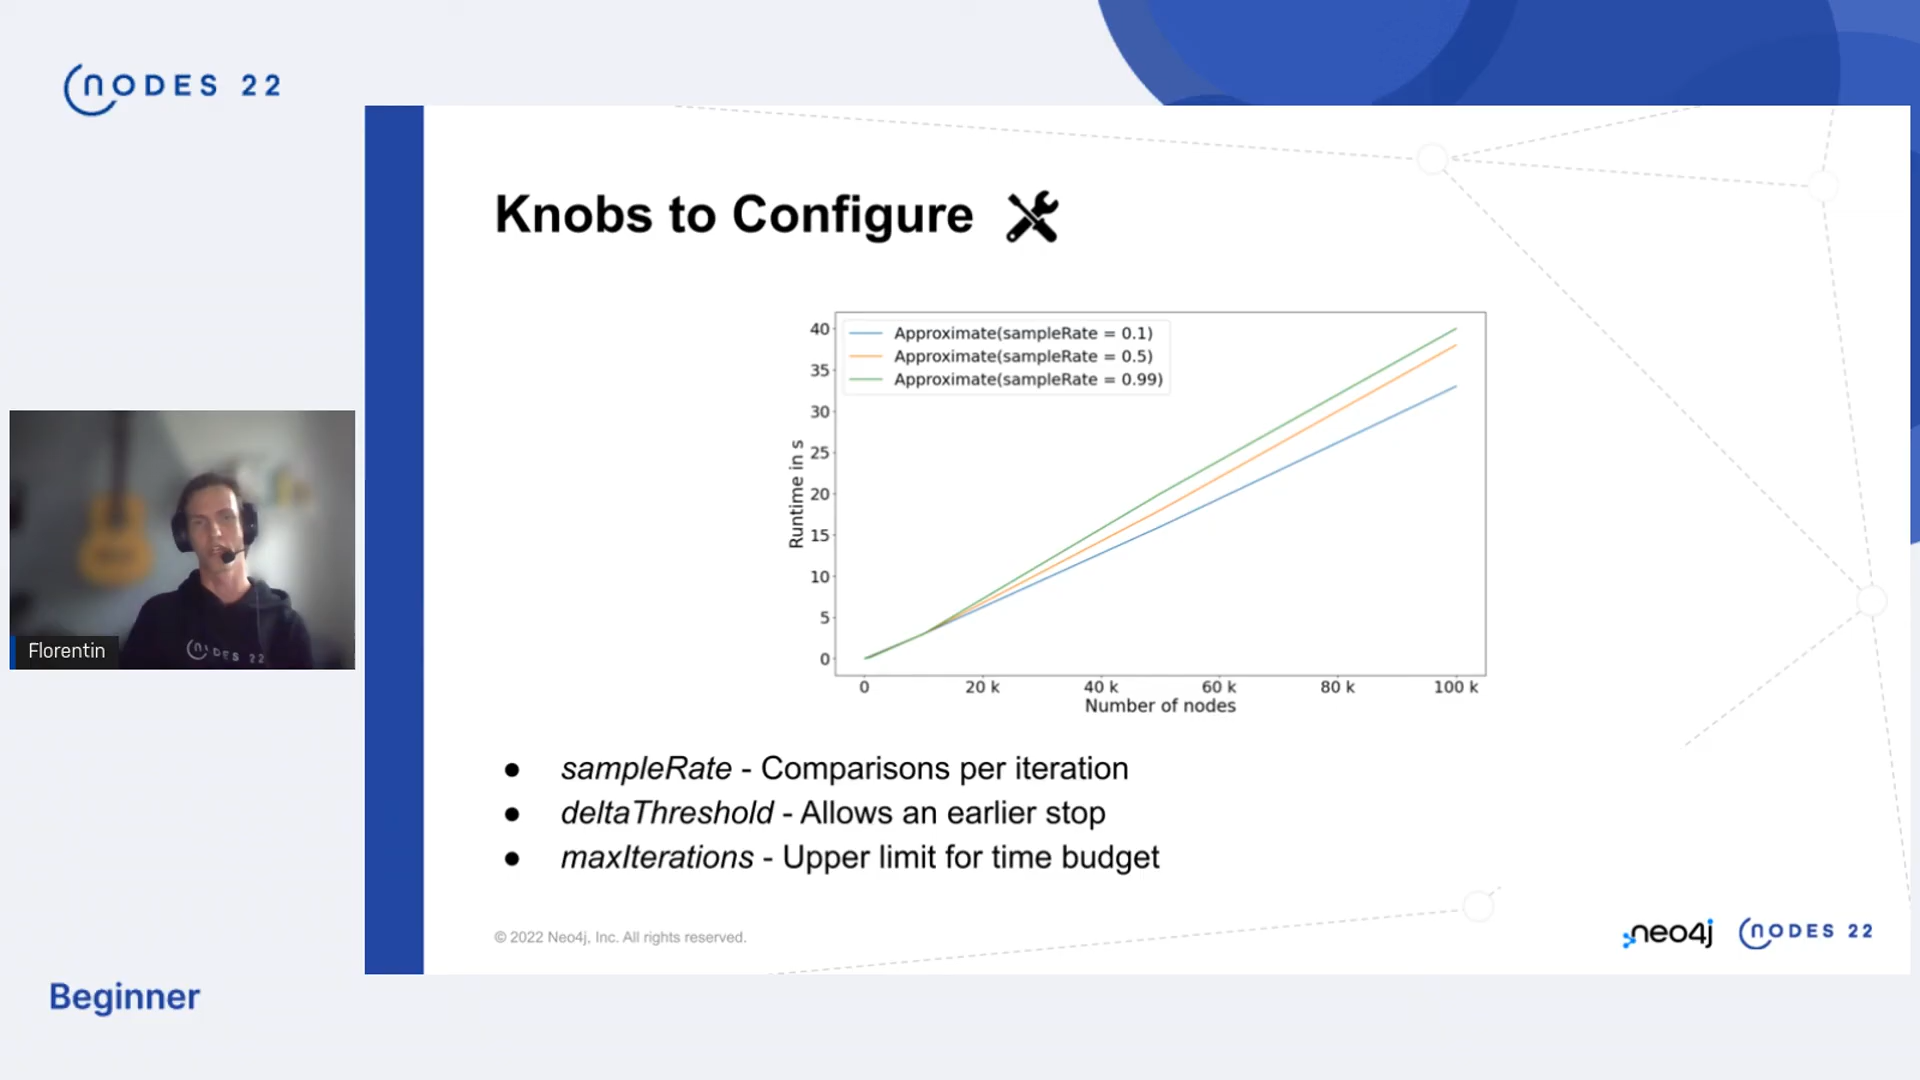 NODES 22
Knobs to Configure
Approximate(sampleRate = 0.1)
Approximate(sampleRate = 0.5)
Approximate(sampleRate = 0.99)
Runtime in s
40
35
30
25
20
15
10
5
0
0 20 k 40 k 60 k 80 k 100 k
Number of nodes
● sampleRate - Comparisons per iteration
● deltaThreshold - Allows an earlier stop
● maxIterations - Upper limit for time budget
© 2022 Neo4j, Inc. All rights reserved.
neo4j NODES 22
NODES 22
Florentin
Beginner